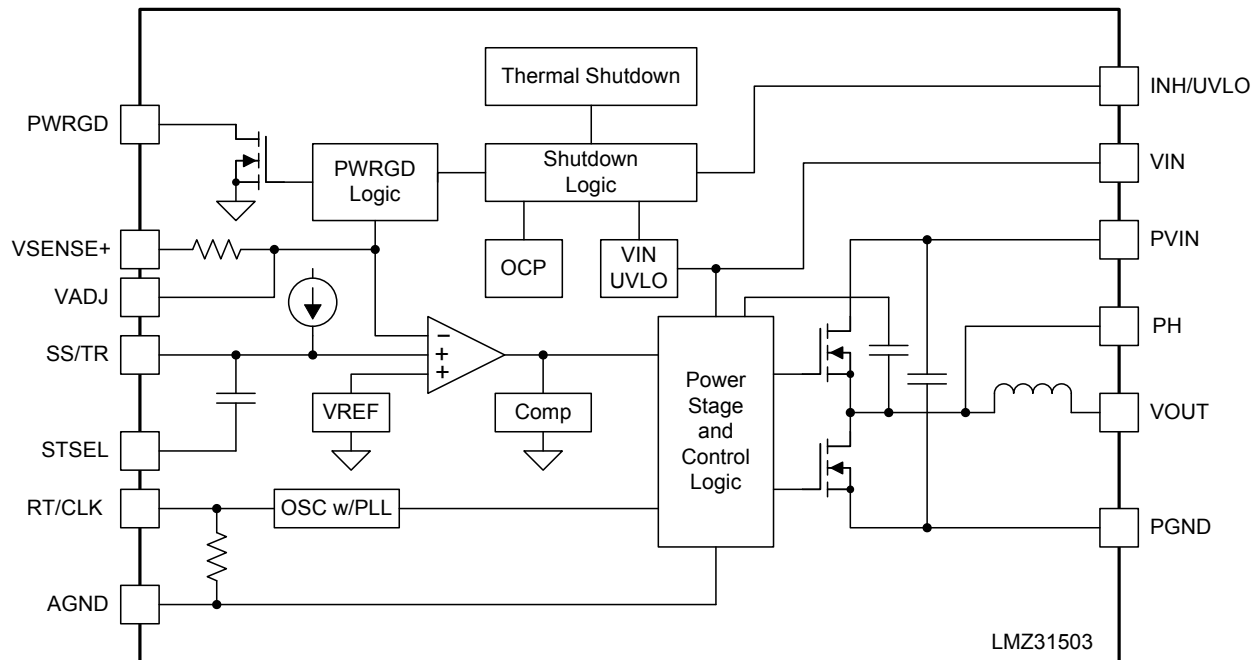 Thermal Shutdown
INH/UVLO
PWRGD
PWRGD
Logic
Shutdown
Logic
VIN
VSENSE+
OCP
VIN
UVLO
PVIN
VADJ
PH
SS/TR
−
+
+
VREF
Comp
Power
Stage
and
Control
Logic
VOUT
STSEL
RT/CLK
OSC w/PLL
PGND
AGND
LMZ31503